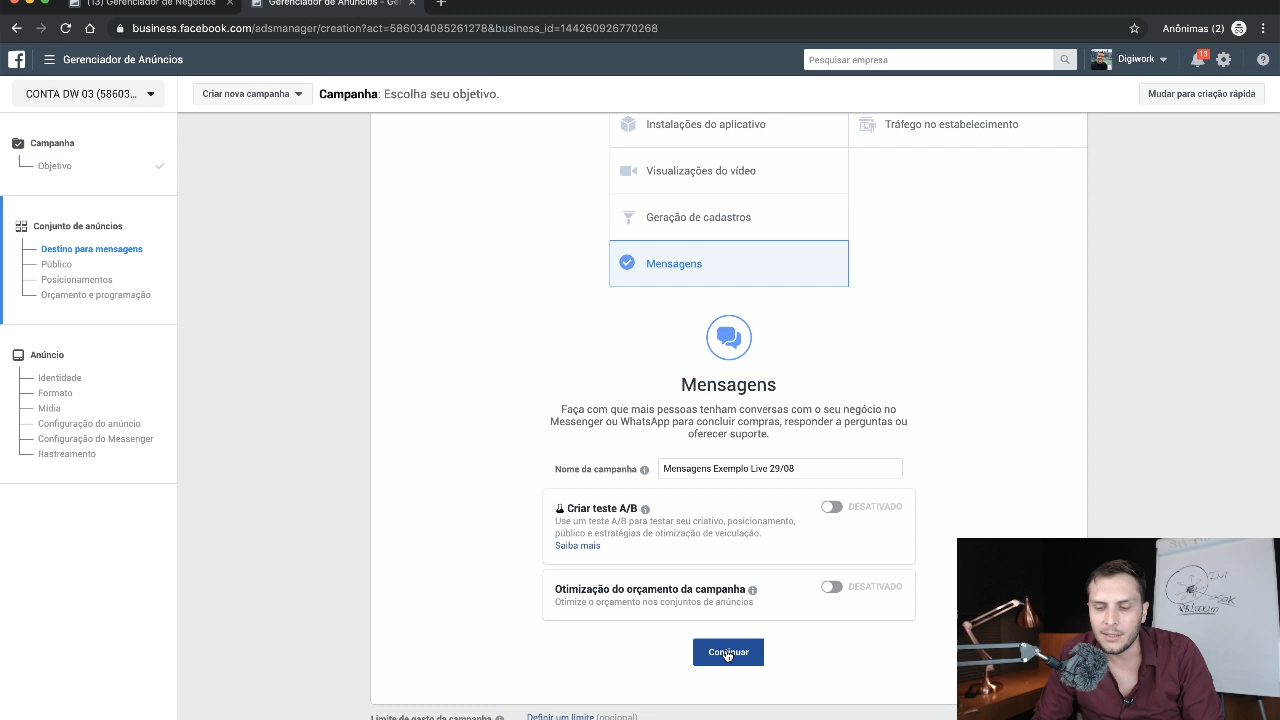 (13) Gerenciador de Negócios
Gerenciador de Anúncios - Ge
business.facebook.com/adsmanager/creation?act=586034085261278&business_id=144260926770268
Anônimas (2)
Gerenciador de Anúncios
Pesquisar empresa
Digiwork
13
CONTA DW 03 (58603...
Criar nova campanha
Campanha: Escolha seu objetivo.
Mudar para criação rápida
Campanha
Objetivo
Conjunto de anúncios
Destino para mensagens
Público
Posicionamentos
Orçamento e programação
Anúncio
Identidade
Formato
Mídia
Configuração do anúncio
Configuração do Messenger
Rastreamento
Instalações do aplicativo
Tráfego no estabelecimento
Visualizações do vídeo
Geração de cadastros
Mensagens
Mensagens
Faça com que mais pessoas tenham conversas com o seu negócio no
Messenger ou WhatsApp para concluir compras, responder a perguntas ou
oferecer suporte.
Nome da campanha
Mensagens Exemplo Live 29/08
Criar teste A/B
DESATIVADO
Use um teste A/B para testar seu criativo, posicionamento,
público e estratégias de otimização de veiculação.
Saiba mais
Otimização do orçamento da campanha
DESATIVADO
Otimize o orçamento nos conjuntos de anúncios
Continuar
Limite de gasto da campanha
Definir um limite (opcional)